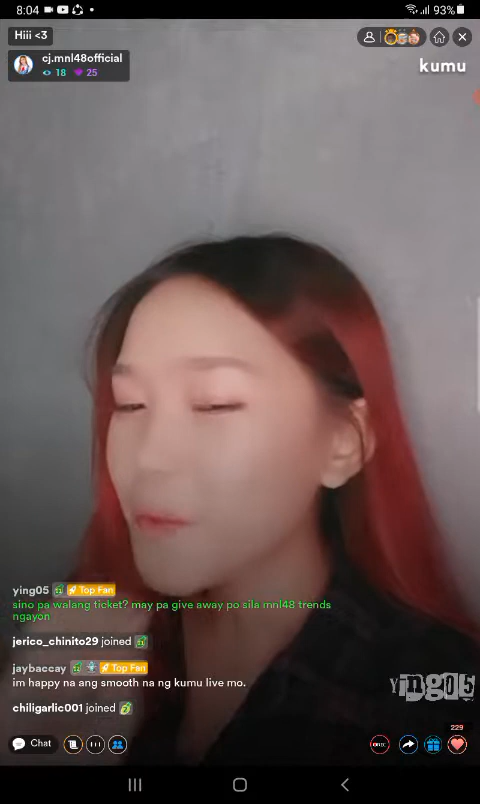 8:04
93%
Hiii <3
cj.mnl48official
18 25
kumu
ying05 Top Fan
sino pa walang ticket? may pa give away po sila mnl48 trends
ngayon
jerico_chinito29 joined
jaybaccay Top Fan
im happy na ang smooth na ng kumu live mo.
chiligarlic001 joined
Ying05
229
Chat